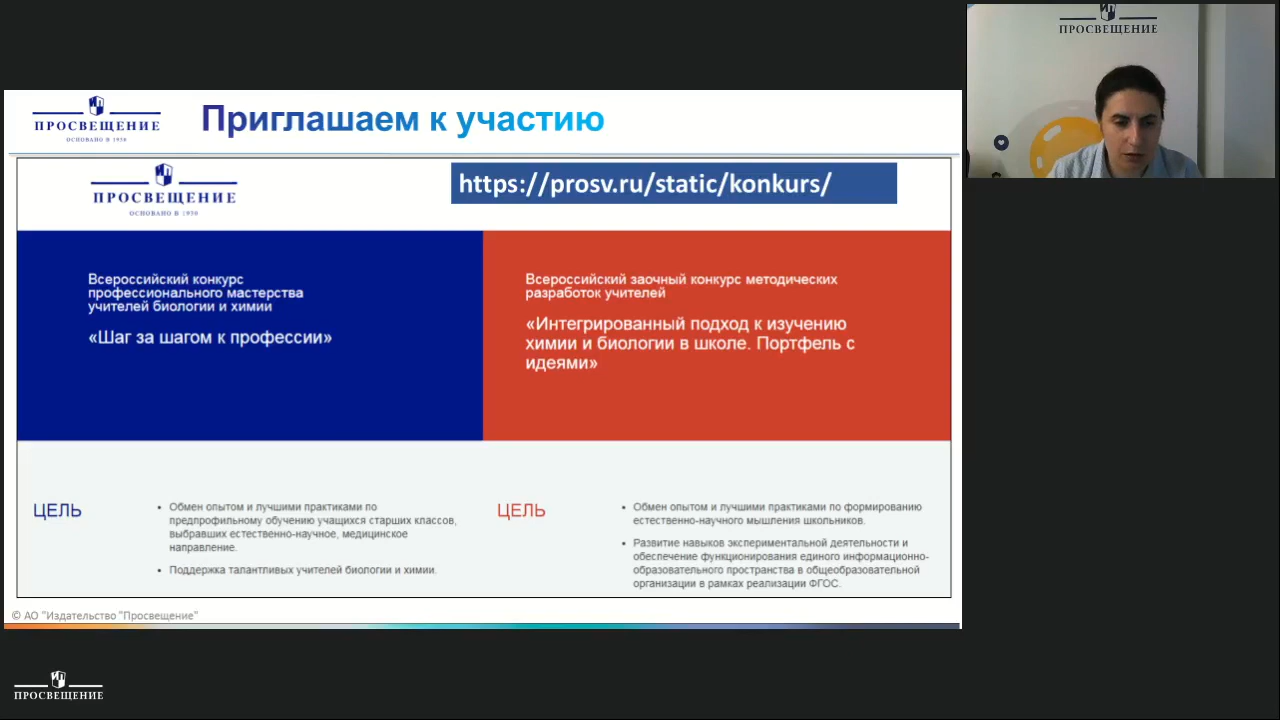 ПРОСВЕЩЕНИЕ
ПРОСВЕЩЕНИЕ
ОСНОВАНО В 1930
Приглашаем к участию
ПРОСВЕЩЕНИЕ
ОСНОВАНО В 1930
https://prosv.ru/static/konkurs/
Всероссийский конкурс
профессионального мастерства
учителей биологии и химии
«Шаг за шагом к профессии»
Всероссийский заочный конкурс методических
разработок учителей
«Интегрированный подход к изучению
химии и биологии в школе. Портфель с
идеями»
ЦЕЛЬ
• Обмен опытом и лучшими практиками по
предпрофильному обучению учащихся старших классов,
выбравших естественно-научное, медицинское
направление.
• Поддержка талантливых учителей биологии и химии.
ЦЕЛЬ
• Обмен опытом и лучшими практиками по формированию
естественно-научного мышления школьников.
• Развитие навыков экспериментальной деятельности и
обеспечение функционирования единого информационно-
образовательного пространства в общеобразовательной
организации в рамках реализации ФГОС.
© АО "Издательство "Просвещение"
ПРОСВЕЩЕНИЕ